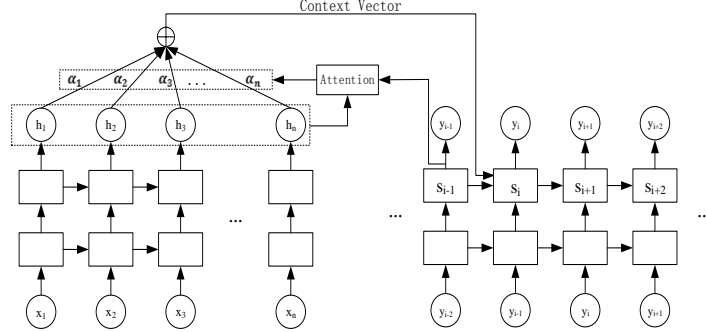 Context Vector
α₁ α₂ α₃ ... αₙ
Attention
h₁ h₂ h₃ hₙ
yᵢ₋₁ yᵢ yᵢ₊₁ yᵢ₊₂
sᵢ₋₁ sᵢ sᵢ₊₁ sᵢ₊₂
... ... ..
x₁ x₂ x₃ xₙ
yᵢ₋₂ yᵢ₋₁ yᵢ yᵢ₊₁